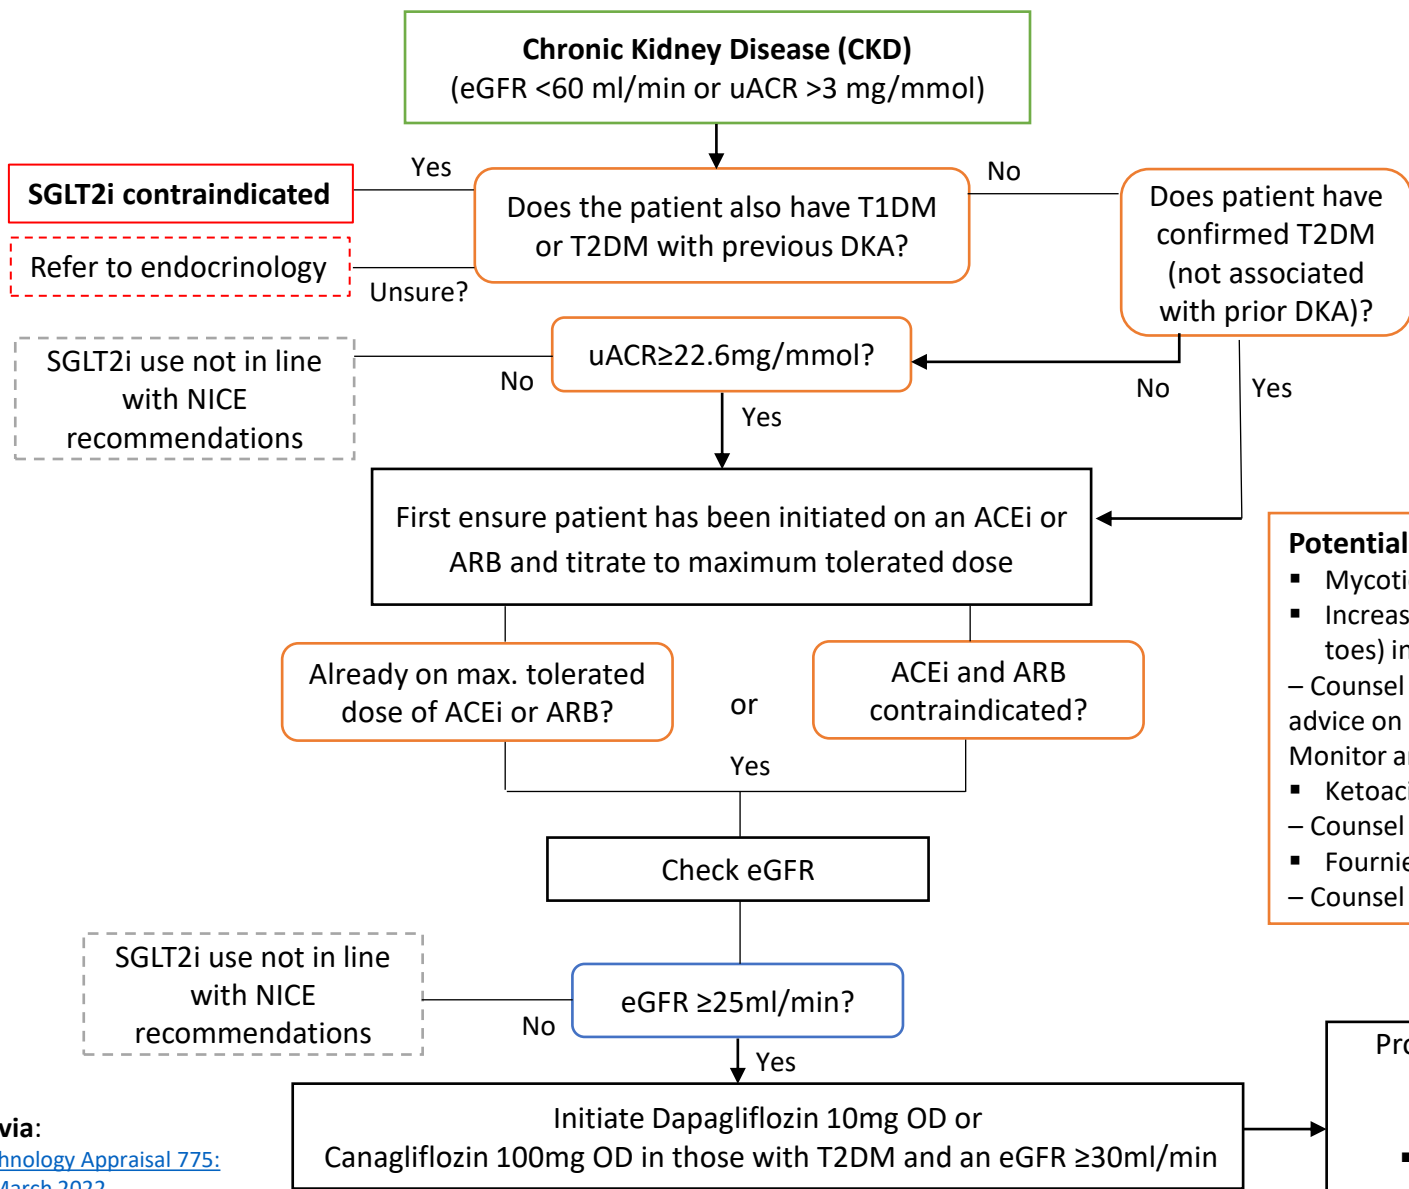 Chronic Kidney Disease (CKD)
(eGFR <60 ml/min or uACR >3 mg/mmol)
Yes
No
SGLT2i contraindicated
Does the patient also have T1DM
or T2DM with previous DKA?
Does patient have
confirmed T2DM
(not associated
with prior DKA)?
Refer to endocrinology
Unsure?
SGLT2i use not in line
with NICE
recommendations
No
uACR≥22.6mg/mmol?
No
Yes
Yes
First ensure patient has been initiated on an ACEi or
ARB and titrate to maximum tolerated dose
Already on max. tolerated
dose of ACEi or ARB?
or
ACEi and ARB
contraindicated?
Yes
Potential
▪ Mycoti
▪ Increas
toes) in
– Counsel
advice on
Monitor a
▪ Ketoaci
– Counsel
▪ Fournie
– Counsel
Check eGFR
SGLT2i use not in line
with NICE
recommendations
No
eGFR ≥25ml/min?
Yes
Initiate Dapagliflozin 10mg OD or
Canagliflozin 100mg OD in those with T2DM and an eGFR ≥30ml/min
Pro
▪
via:
hnology Appraisal 775:
March 2022